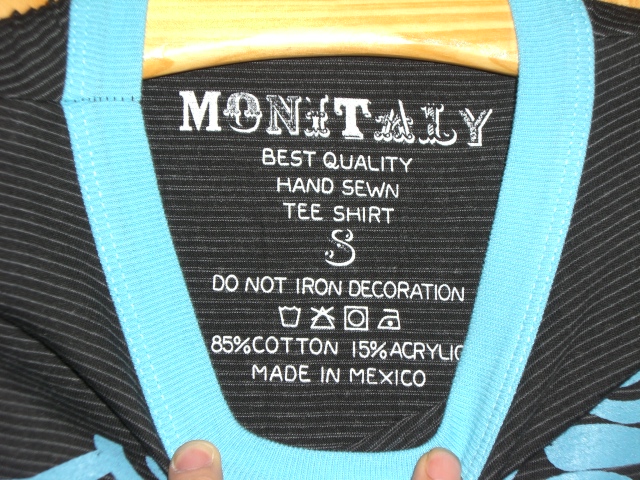 MONITALY
BEST QUALITY
HAND SEWN
TEE SHIRT
S
DO NOT IRON DECORATION
85%COTTON 15%ACRYLIC
MADE IN MEXICO